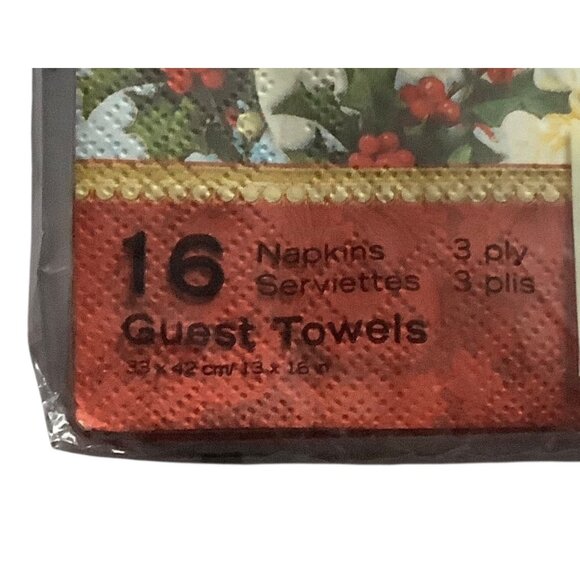 16 Napkins 3 ply
Serviettes 3 plis
Guest Towels
33 x 42 cm/ 13 x 16 in